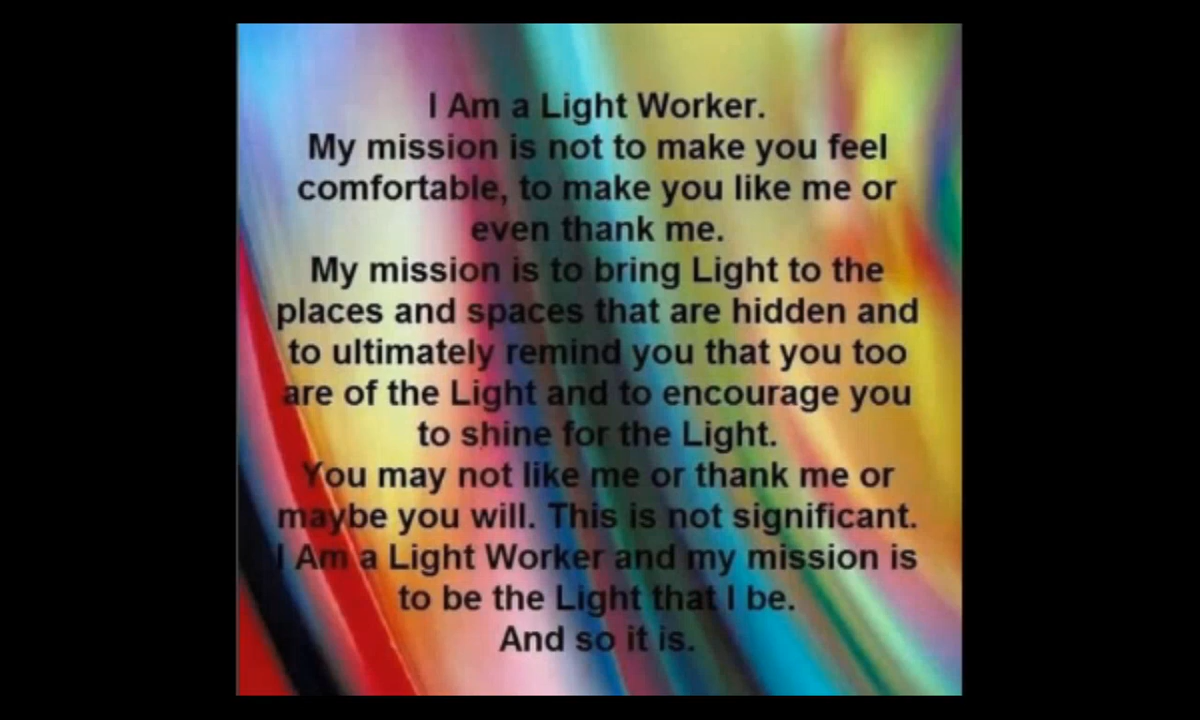 I Am a Light Worker.
My mission is not to make you feel
comfortable, to make you like me or
even thank me.
My mission is to bring Light to the
places and spaces that are hidden and
to ultimately remind you that you too
are of the Light and to encourage you
to shine for the Light.
You may not like me or thank me or
maybe you will. This is not significant.
I Am a Light Worker and my mission is
to be the Light that I be.
And so it is.